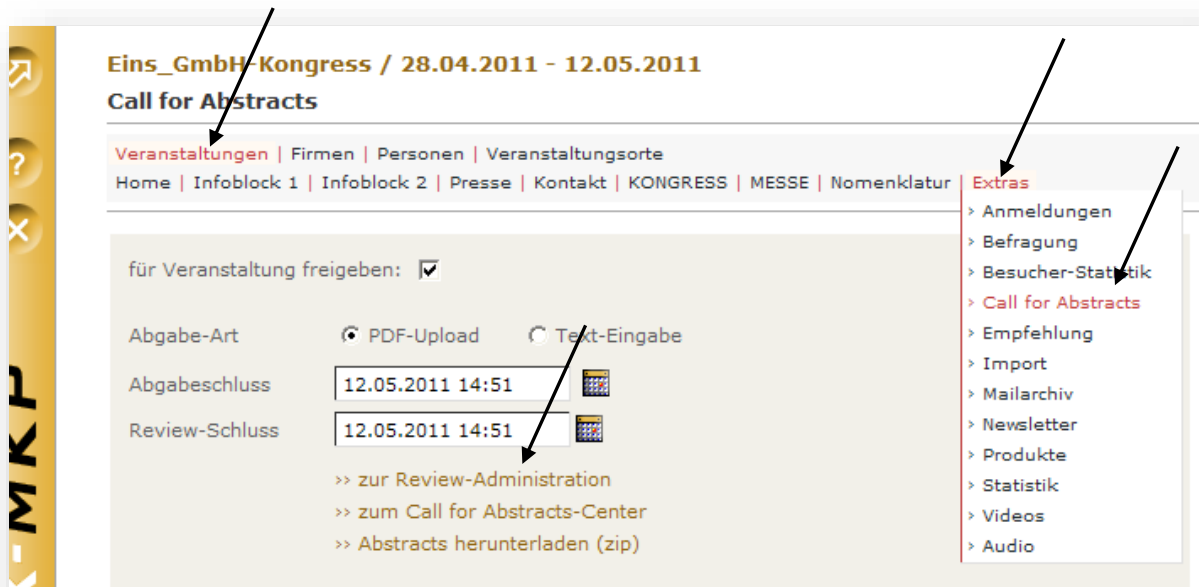 Eins_GmbH-Kongress / 28.04.2011 - 12.05.2011
Call for Abstracts
Veranstaltungen | Firmen | Personen | Veranstaltungsorte
Home | Infoblock 1 | Infoblock 2 | Presse | Kontakt | KONGRESS | MESSE | Nomenklatur | Extras
› Anmeldungen
› Befragung
› Besucher-Statistik
› Call for Abstracts
› Empfehlung
› Import
› Mailarchiv
› Newsletter
› Produkte
› Statistik
› Videos
› Audio
für Veranstaltung freigeben:
Abgabe-Art PDF-Upload Text-Eingabe
Abgabeschluss 12.05.2011 14:51
Review-Schluss 12.05.2011 14:51
›› zur Review-Administration
›› zum Call for Abstracts-Center
›› Abstracts herunterladen (zip)
?
-MKP